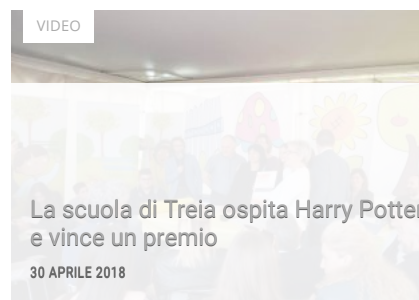 VIDEO
La scuola di Treia ospita Harry Potter
e vince un premio
30 APRILE 2018